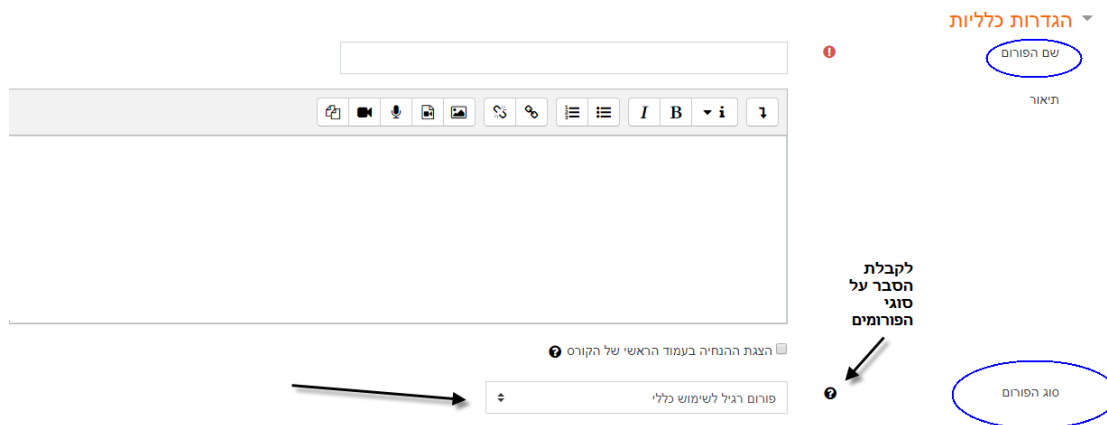 הגדרות כלליות
שם הפורום
תיאור
B I
לקבלת
הסבר על
סוגי
הפורומים
הצגת ההנחיה בעמוד הראשי של הקורס
סוג הפורום
פורום רגיל לשימוש כללי